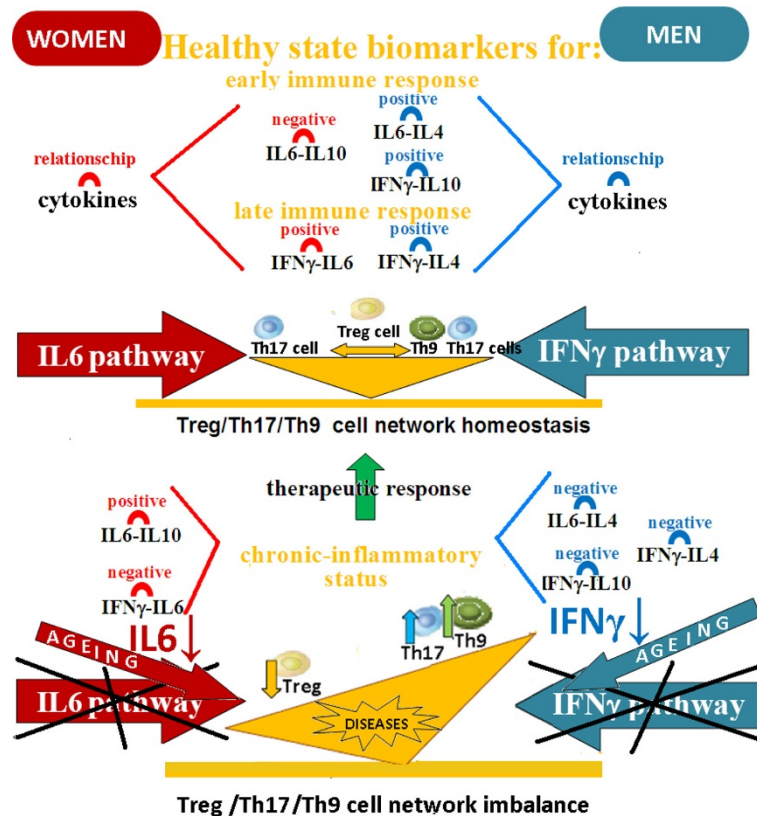 WOMEN
Healthy state biomarkers for:
MEN
early immune response
negative
IL6-IL10
positive
IL6-IL4
positive
IFNγ-IL10
relationschip
cytokines
relationschip
cytokines
late immune response
positive
IFNγ-IL6
positive
IFNγ-IL4
IL6 pathway
Th17 cell
Treg cell
Th9
Th17 cells
IFNγ pathway
Treg/Th17/Th9 cell network homeostasis
therapeutic response
positive
IL6-IL10
negative
IFNγ-IL6
chronic-inflammatory
status
negative
IL6-IL4
negative
IFNγ-IL4
negative
IFNγ-IL10
IL6
IFNγ
AGEING
AGEING
Treg
Th17
Th9
IL6 pathway
DISEASES
IFNγ pathway
Treg /Th17/Th9 cell network imbalance